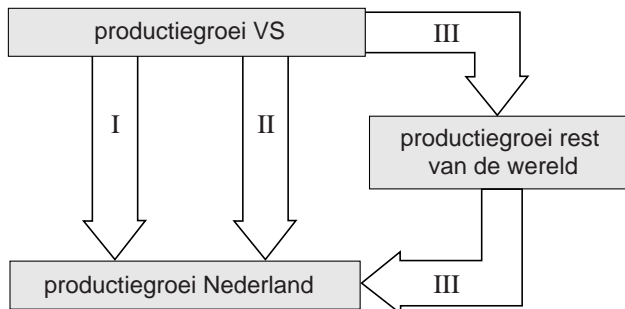 productiegroei VS
III
I
II
productiegroei rest
van de wereld
productiegroei Nederland
III